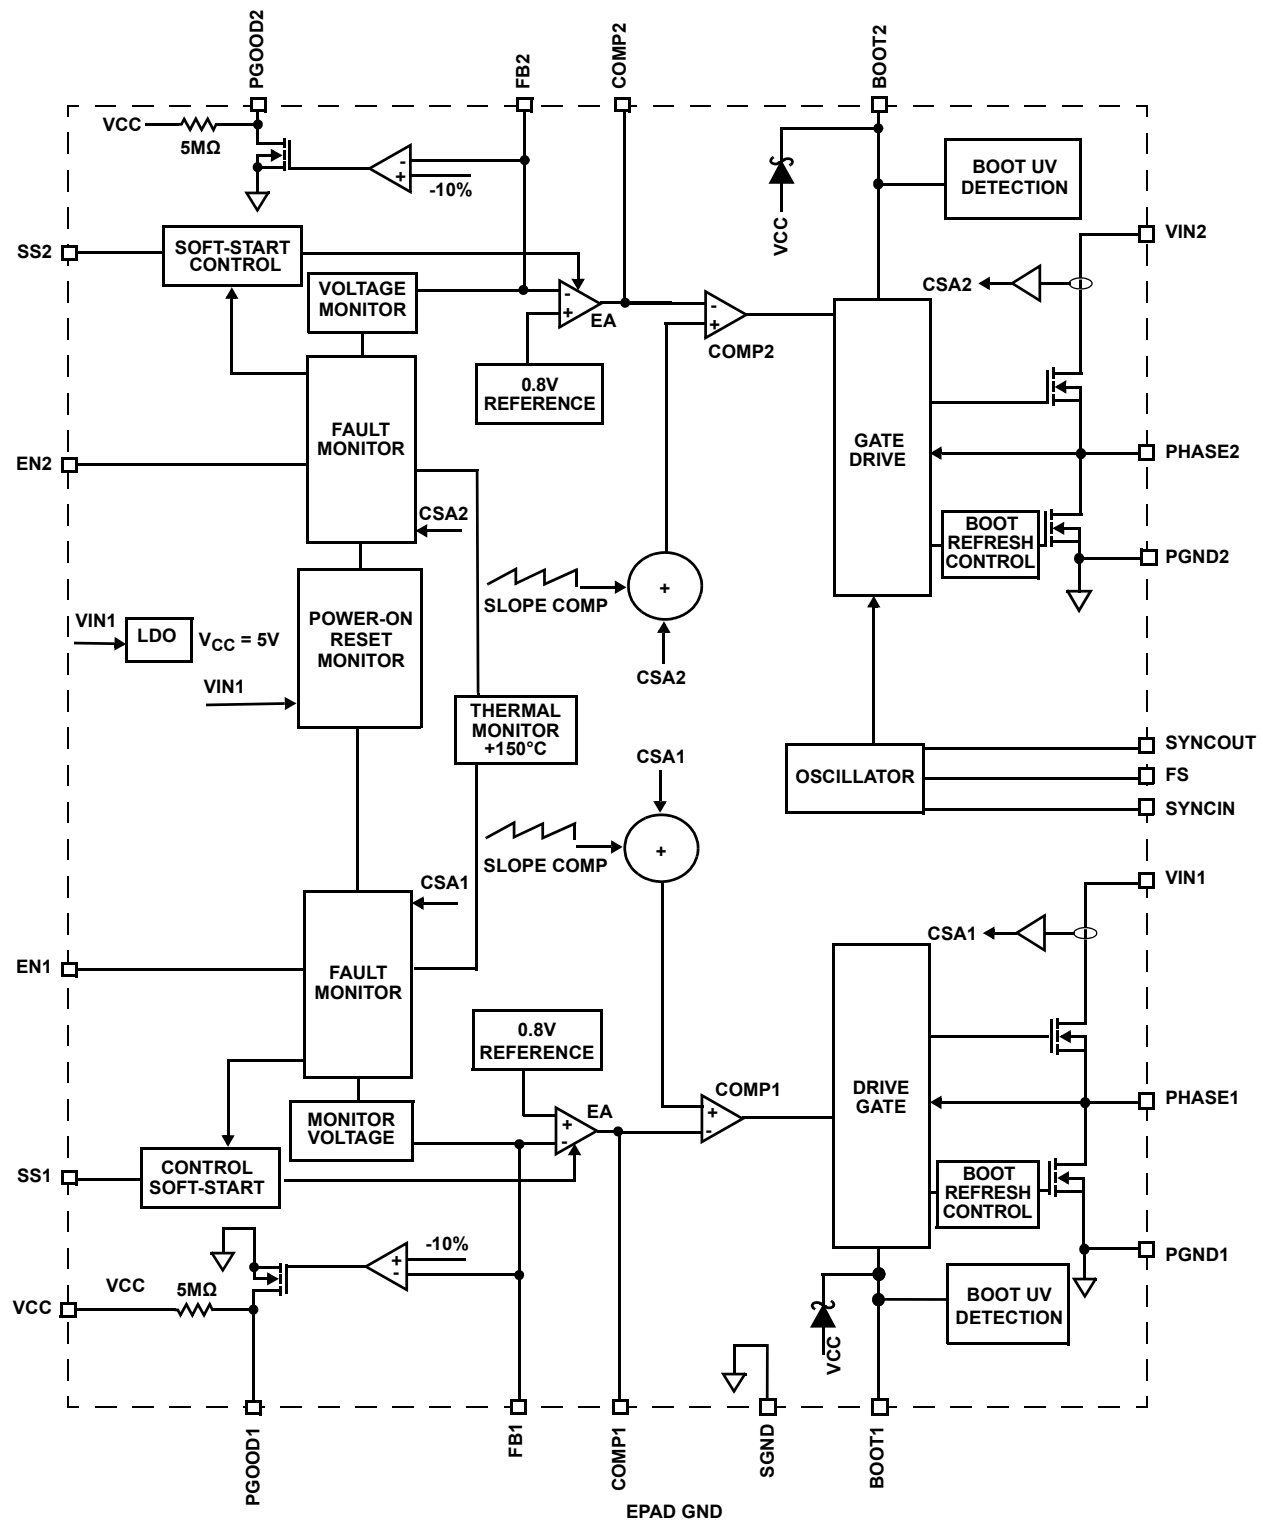 PGOOD2
FB2
COMP2
BOOT2
VCC
5MΩ
-
+
-10%
VCC
BOOT UV
DETECTION
VIN2
SS2
SOFT-START
CONTROL
VOLTAGE
MONITOR
-
+
EA
-
+
COMP2
CSA2
0.8V
REFERENCE
FAULT
MONITOR
GATE
DRIVE
EN2
PHASE2
CSA2
BOOT
REFRESH
CONTROL
PGND2
SLOPE COMP
+
CSA2
VIN1
LDO
VCC = 5V
POWER-ON
RESET
MONITOR
VIN1
THERMAL
MONITOR
+150°C
OSCILLATOR
SYNCOUT
FS
SYNCIN
CSA1
SLOPE COMP
+
CSA1
VIN1
CSA1
EN1
FAULT
MONITOR
0.8V
REFERENCE
COMP1
+
-
EA
+
-
DRIVE
GATE
PHASE1
MONITOR
VOLTAGE
SS1
CONTROL
SOFT-START
BOOT
REFRESH
CONTROL
PGND1
-10%
+
-
VCC
VCC
5MΩ
VCC
BOOT UV
DETECTION
PGOOD1
FB1
COMP1
SGND
BOOT1
EPAD GND